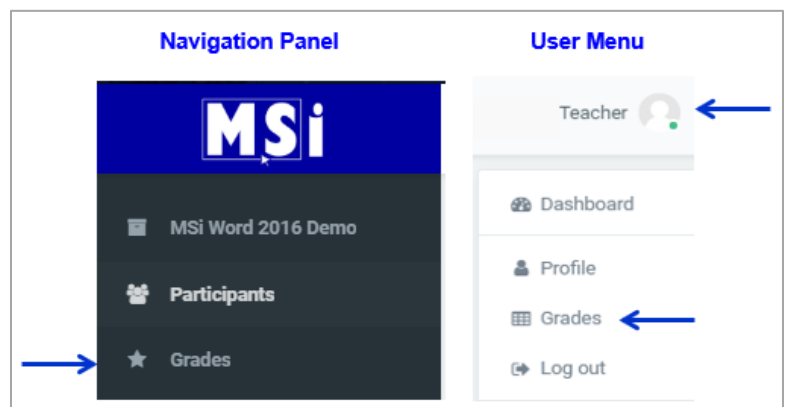 Navigation Panel
User Menu
MSi
Teacher
MSi Word 2016 Demo
Participants
Grades
Dashboard
Profile
Grades
Log out